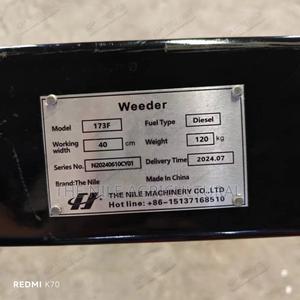 Weeder
Model 173F Fuel Type Diesel
Working width 40 cm Weight 120 kg
Series No. N20240610CY01 Delivery Time 2024.07
Brand:The Nile Made in China
THE NILE MACHINERY CO.,LTD
Hot line: +86-15137168510
REDMI K70